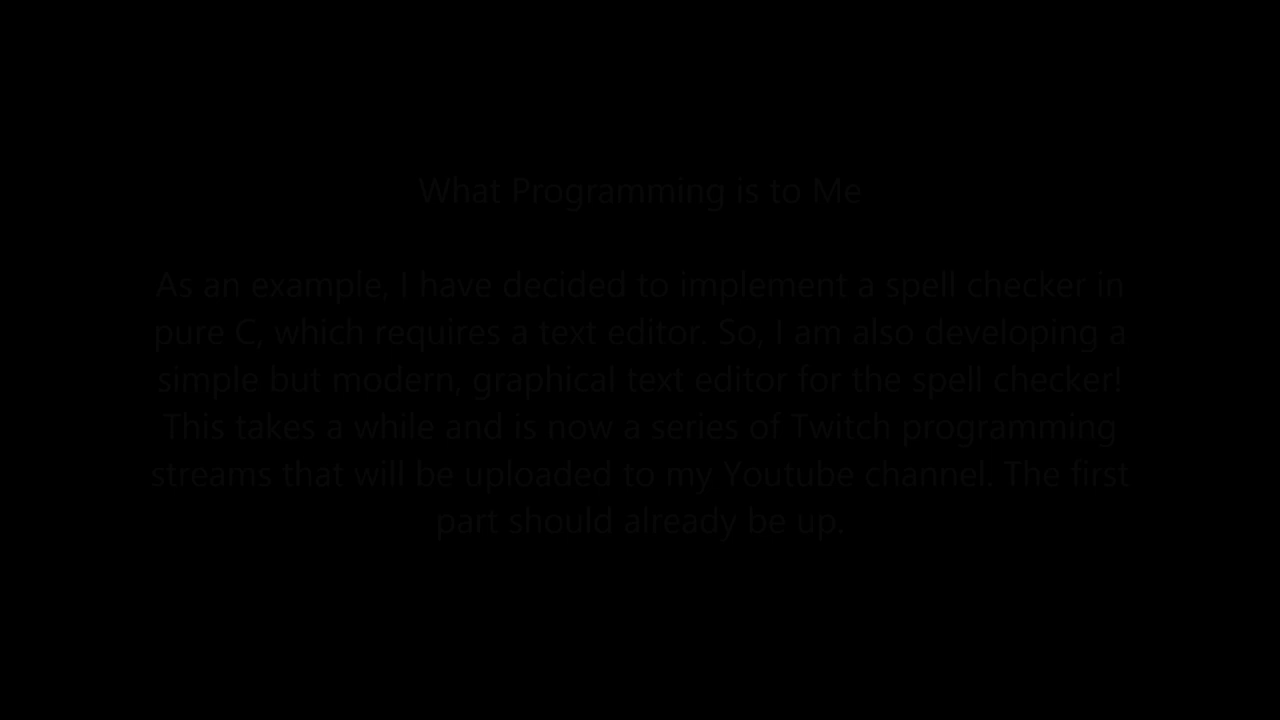 What Programming is to Me
As an example, I have decided to implement a spell checker in
pure C, which requires a text editor. So, I am also developing a
simple but modern, graphical text editor for the spell checker!
This takes a while and is now a series of Twitch programming
streams that will be uploaded to my Youtube channel. The first
part should already be up.